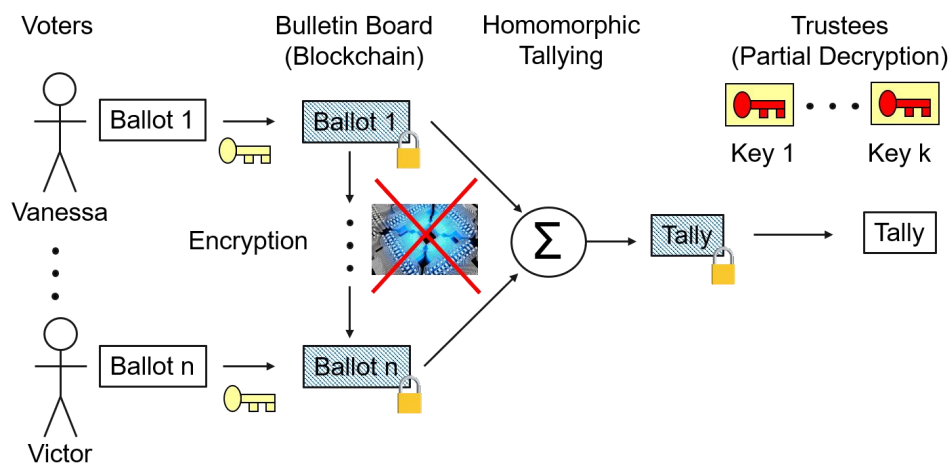 Voters
Bulletin Board
(Blockchain)
Homomorphic
Tallying
Trustees
(Partial Decryption)
Ballot 1
Ballot 1
Key 1
Key k
Vanessa
Encryption
Σ
Tally
Tally
Ballot n
Ballot n
Victor